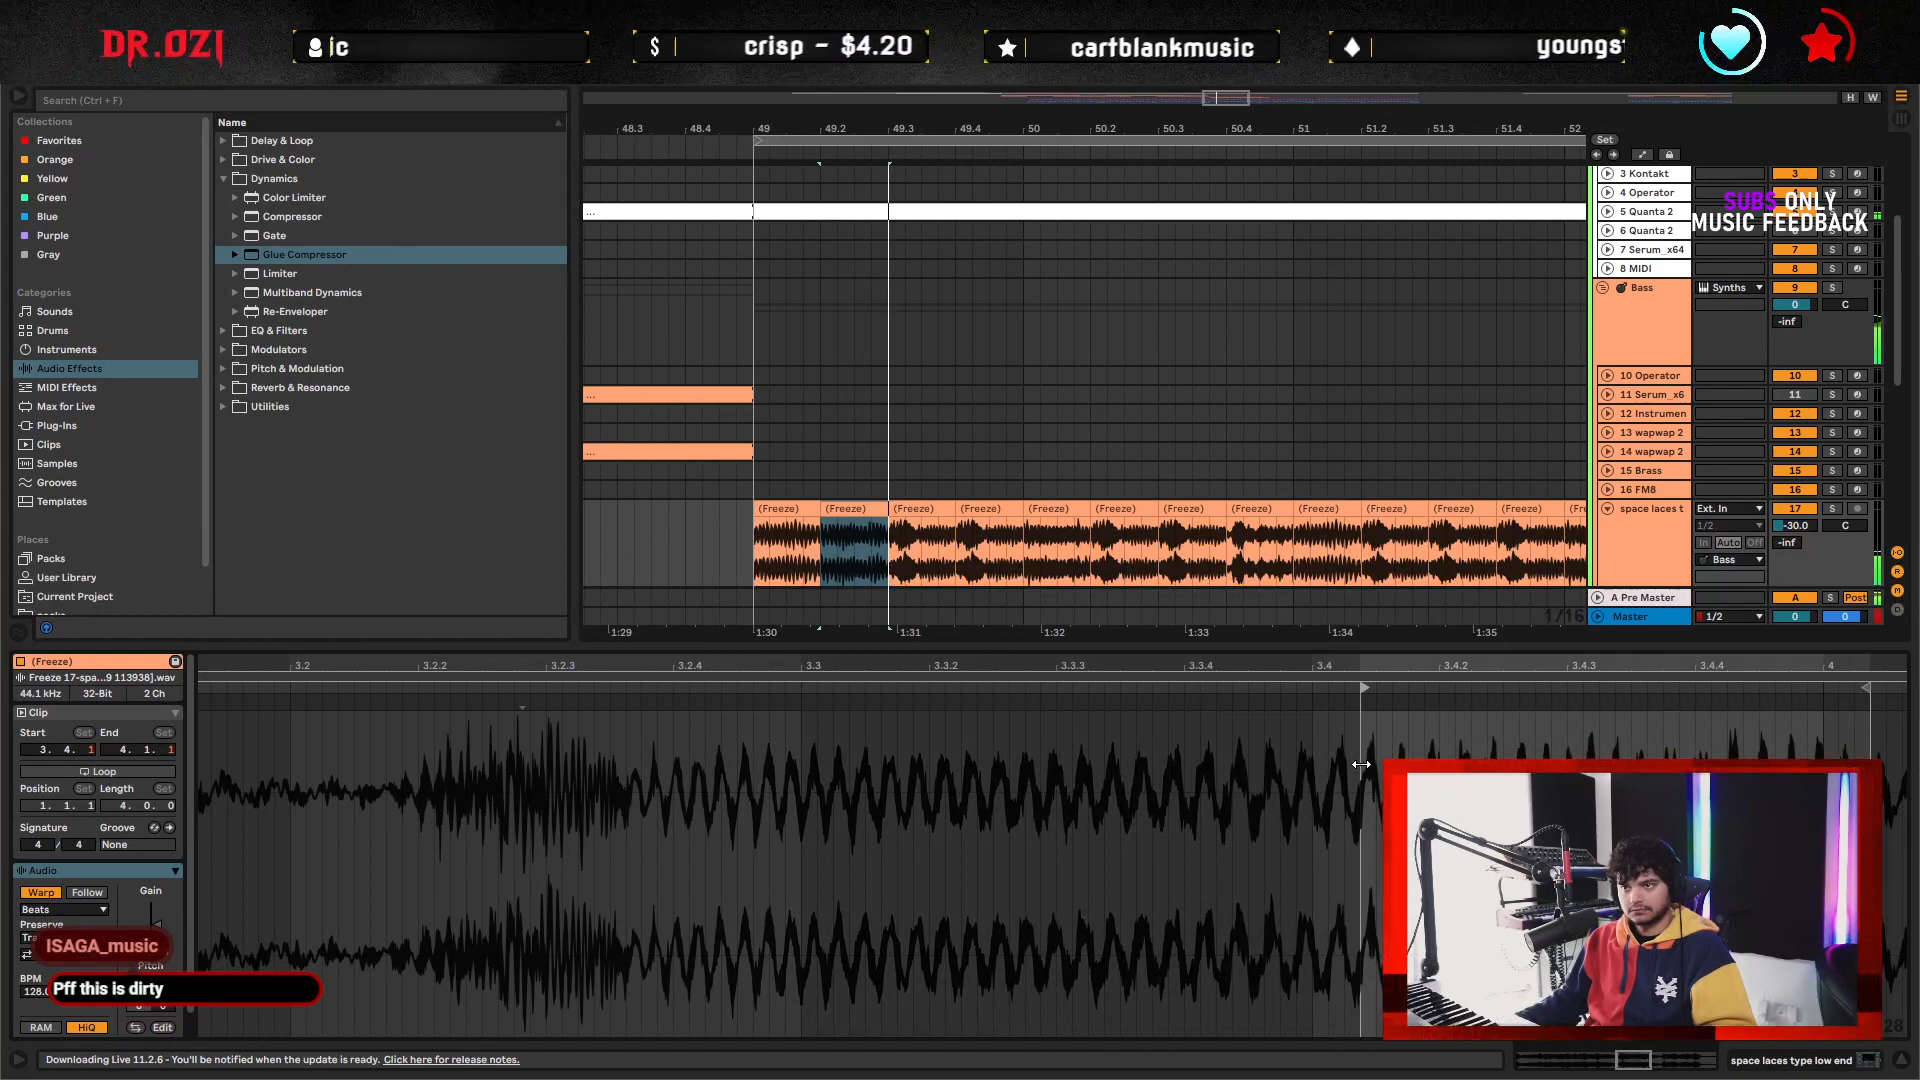 DR.OZI
ic
$ crisp - $4.20
cartblankmusic
youngs
Search (Ctrl + F)
H W
Collections
Favorites
Orange
Yellow
Green
Blue
Purple
Gray
Categories
Sounds
Drums
Instruments
Audio Effects
MIDI Effects
Max for Live
Plug-Ins
Clips
Samples
Grooves
Templates
Places
Packs
User Library
Current Project
Name
Delay & Loop
Drive & Color
Dynamics
Color Limiter
Compressor
Gate
Glue Compressor
Limiter
Multiband Dynamics
Re-Enveloper
EQ & Filters
Modulators
Pitch & Modulation
Reverb & Resonance
Utilities
48.3 48.4 49 49.2 49.3 49.4 50 50.2 50.3 50.4 51 51.2 51.3 51.4 52
Set
3 Kontakt 3 S
4 Operator
5 Quanta 2
6 Quanta 2
7 Serum_x64 7 S
8 MIDI 8 S
SUBS ONLY
MUSIC FEEDBACK
Bass Synths 9 S
0 C
-inf
10 Operator 10 S
11 Serum_x6 11 S
12 Instrumen 12 S
13 wapwap 2 13 S
14 wapwap 2 14 S
15 Brass 15 S
16 FM8 16 S
(Freeze) (Freeze) (Freeze) (Freeze) (Freeze) (Freeze) (Freeze) (Freeze) (Freeze) (Freeze) (Freeze) (Freeze) (Fre
space laces t Ext. In 17 S
1/2 -30.0 C
In Auto Off -inf
Bass
A Pre Master A S Post
1/16
Master 1/2 0 0
1:29 1:30 1:31 1:32 1:33 1:34 1:35
(Freeze)
Freeze 17-spa...9 113938].wav
44.1 kHz 32-Bit 2 Ch
Clip
Start Set End Set
3. 4. 1 4. 1. 1
Loop
Position Set Length Set
1. 1. 1 4. 0. 0
Signature Groove
4 / 4 None
Audio
Warp Follow Gain
Beats
Preserve
Tra
ISAGA_music
Pitch
BPM
128.0
Pff this is dirty
RAM HiQ Edit
3.2 3.2.2 3.2.3 3.2.4 3.3 3.3.2 3.3.3 3.3.4 3.4 3.4.2 3.4.3 3.4.4 4
28
Downloading Live 11.2.6 - You'll be notified when the update is ready. Click here for release notes.
space laces type low end